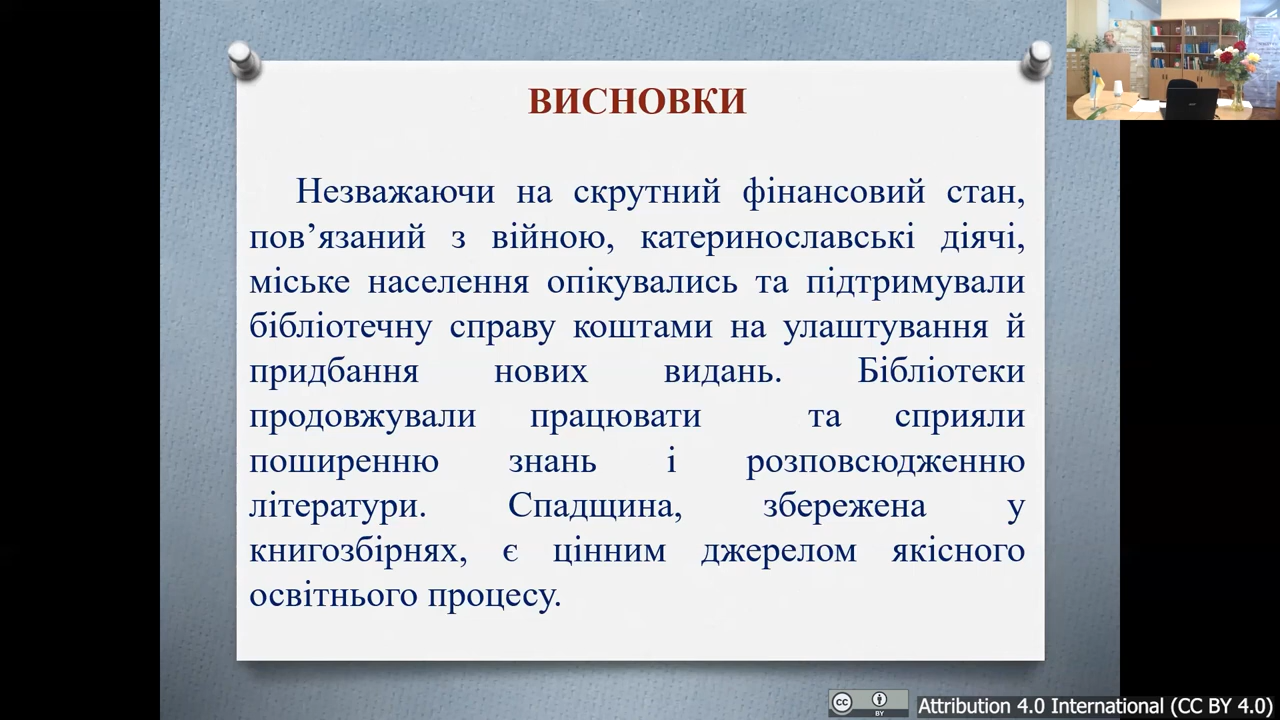 ВИСНОВКИ
Незважаючи на скрутний фінансовий стан,
пов’язаний з війною, катеринославські діячі,
міське населення опікувались та підтримували
бібліотечну справу коштами на улаштування й
придбання нових видань. Бібліотеки
продовжували працювати та сприяли
поширенню знань і розповсюдженню
літератури. Спадщина, збережена у
книгозбірнях, є цінним джерелом якісного
освітнього процесу.
cc BY
Attribution 4.0 International (CC BY 4.0)